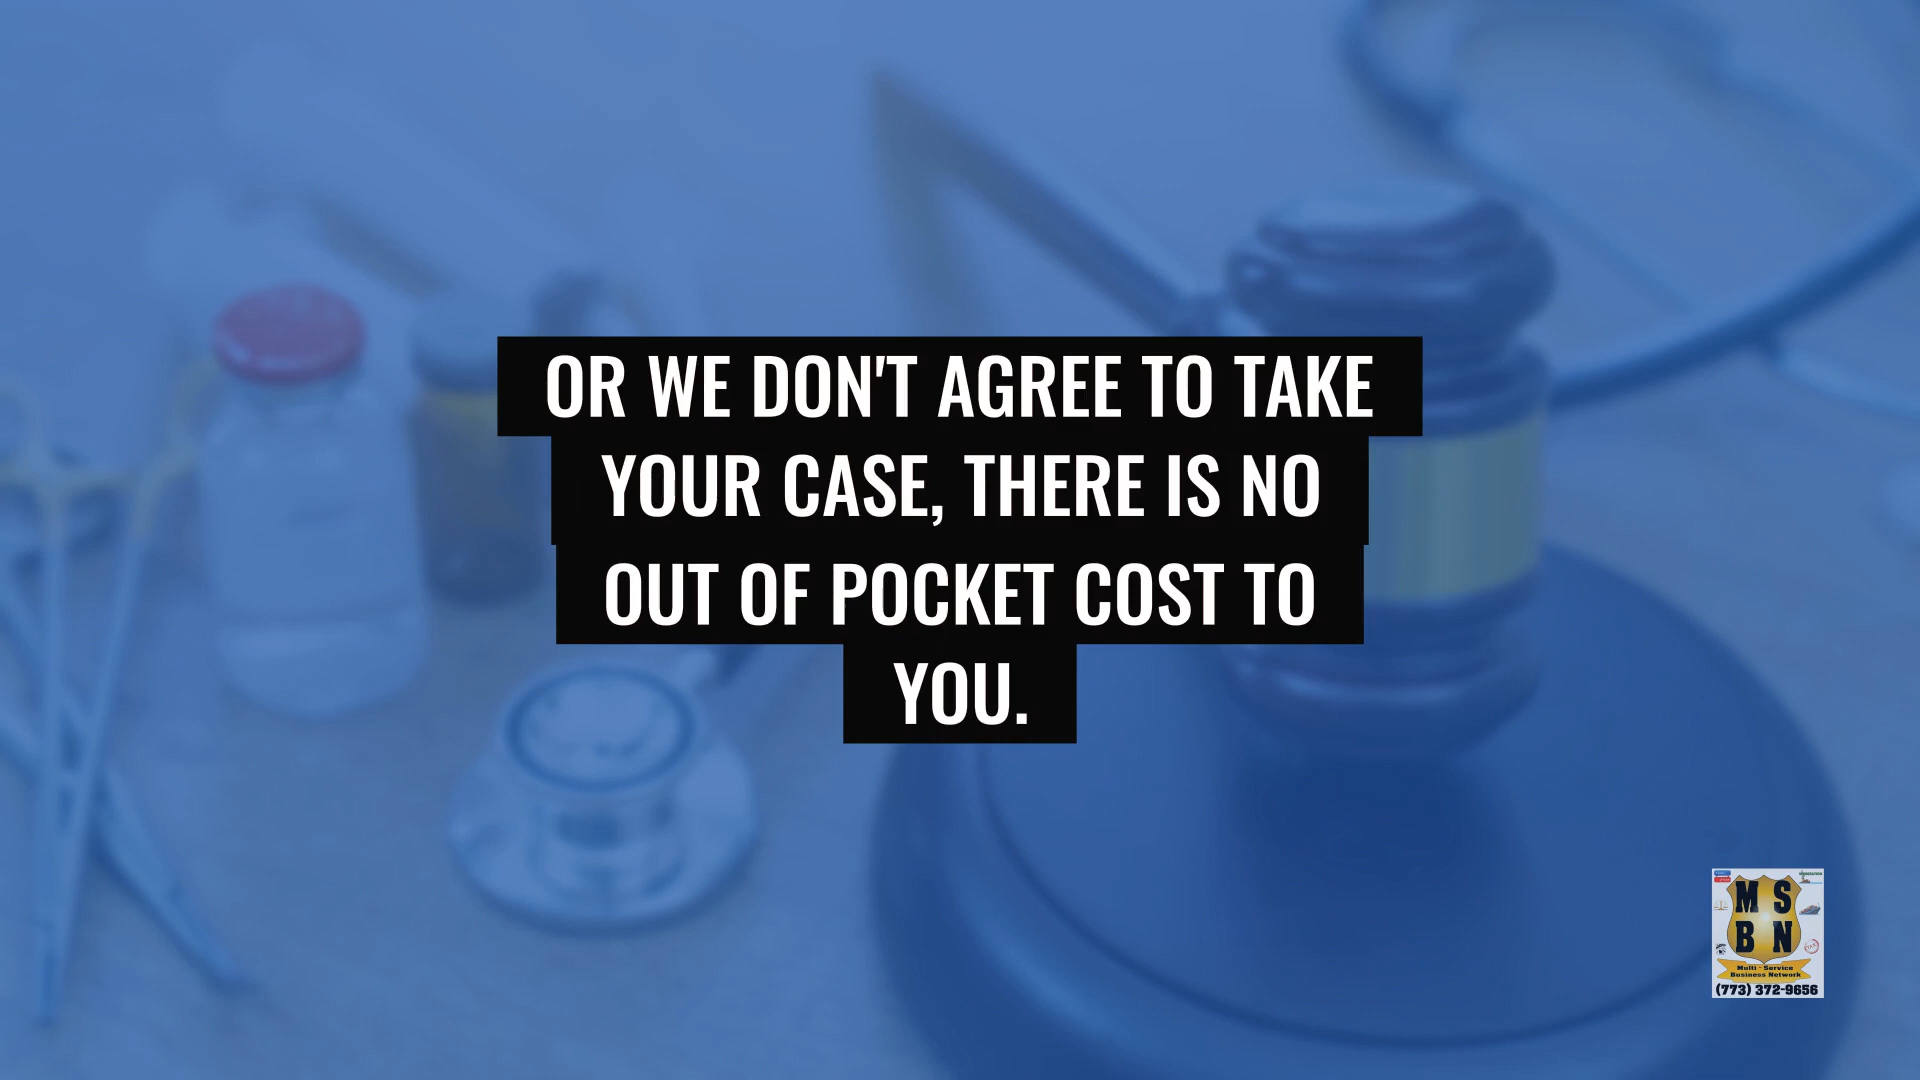 OR WE DON'T AGREE TO TAKE
YOUR CASE, THERE IS NO
OUT OF POCKET COST TO
YOU.
M S
B N
Multi - Service
Business Network
(773) 372-9656